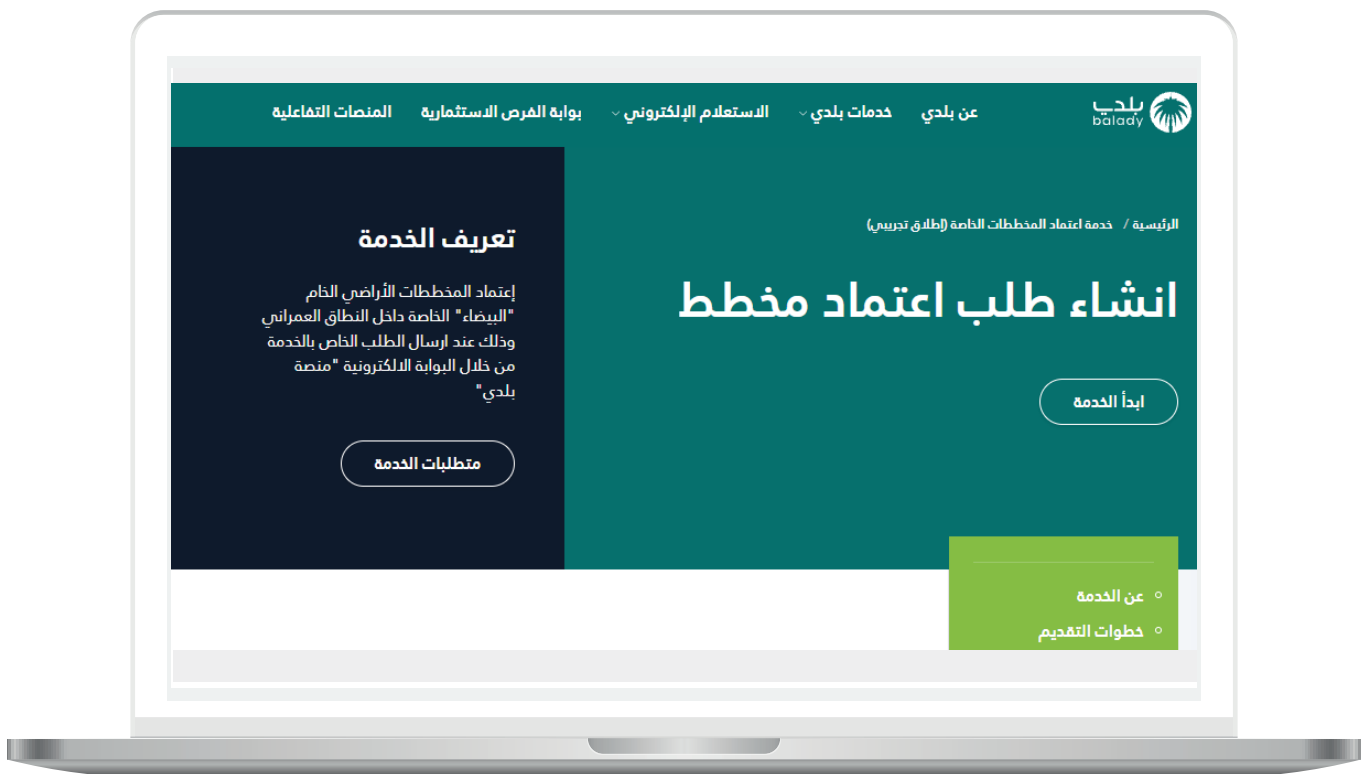 بلدي
balady
عن بلدي
خدمات بلدي
الاستعلام الإلكتروني
بوابة الفرص الاستثمارية
المنصات التفاعلية
الرئيسية / خدمة اعتماد المخططات الخاصة (إطلاق تجريبي)
انشاء طلب اعتماد مخطط
ابدأ الخدمة
تعريف الخدمة
إعتماد المخططات الأراضي الخام
"البيضاء" الخاصة داخل النطاق العمراني
وذلك عند ارسال الطلب الخاص بالخدمة
من خلال البوابة الالكترونية "منصة
بلدي"
متطلبات الخدمة
عن الخدمة
خطوات التقديم